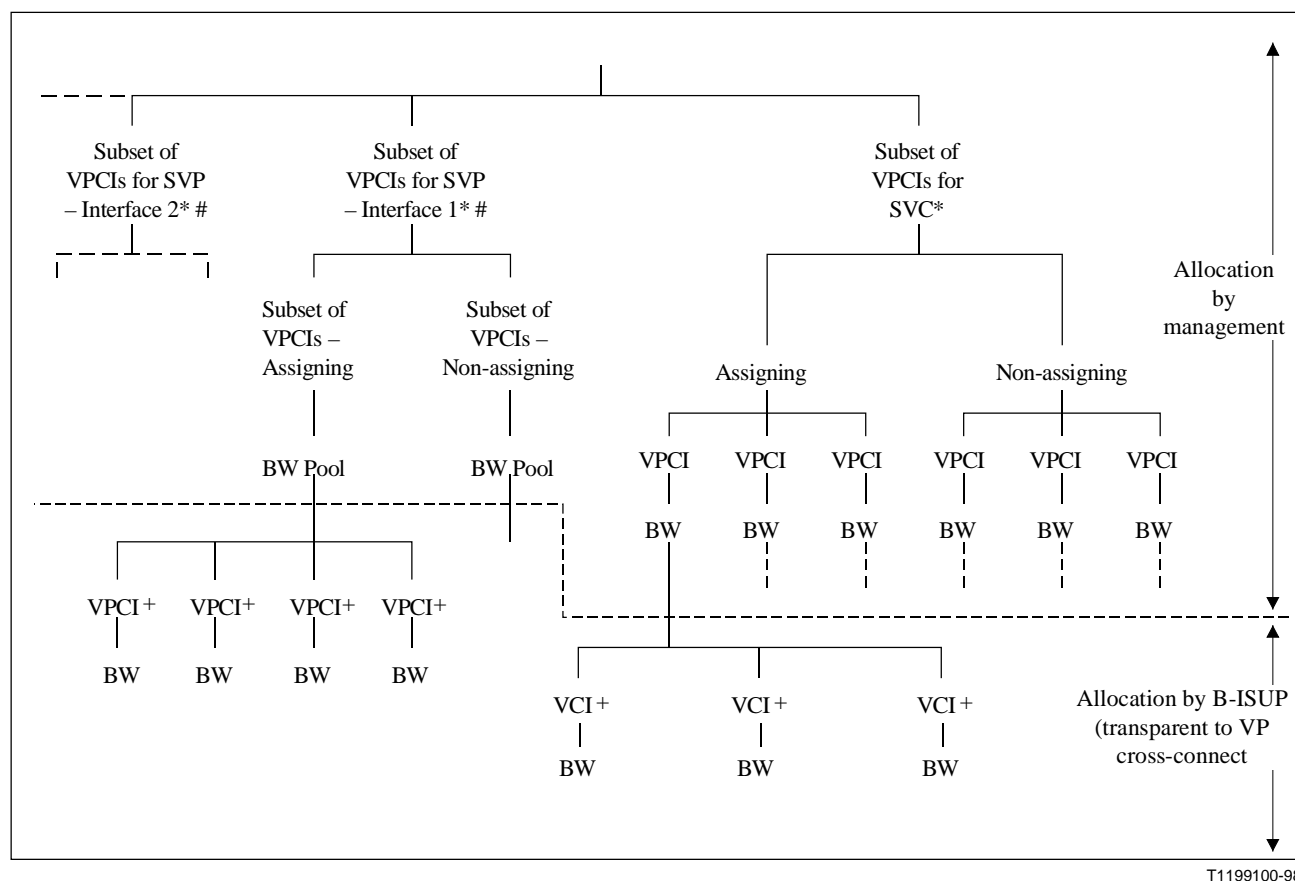 Subset of
VPCIs for SVP
– Interface 2* #
Subset of
VPCIs for SVP
– Interface 1* #
Subset of
VPCIs for
SVC*
Allocation
by
management
Subset of
VPCIs –
Assigning
Subset of
VPCIs –
Non-assigning
Assigning
Non-assigning
BW Pool
BW Pool
VPCI
VPCI
VPCI
VPCI
VPCI
VPCI
BW
BW
BW
BW
BW
BW
VPCI +
VPCI+
VPCI+
VPCI+
BW
BW
BW
BW
VCI +
VCI +
VCI +
BW
BW
BW
Allocation by B-ISUP
(transparent to VP
cross-connect
T1199100-98